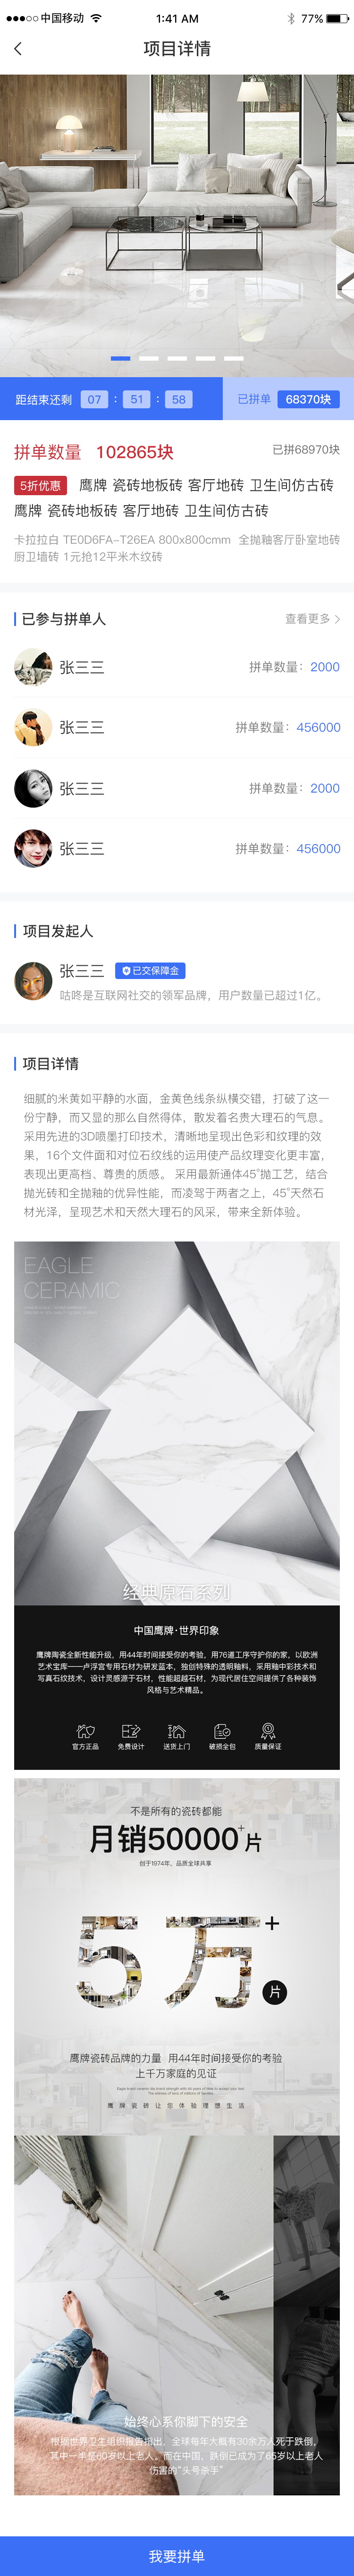 中国移动 1:41 AM 77%
项目详情
距结束还剩 07 : 51 : 58 已拼单 68370块
拼单数量 102865块 已拼68970块
5折优惠 鹰牌 瓷砖地板砖 客厅地砖 卫生间仿古砖
鹰牌 瓷砖地板砖 客厅地砖 卫生间仿古砖
卡拉拉白 TE0D6FA-T26EA 800x800cmm 全抛釉客厅卧室地砖
厨卫墙砖 1元抢12平米木纹砖
已参与拼单人 查看更多
张三三 拼单数量： 2000
张三三 拼单数量： 456000
张三三 拼单数量： 2000
张三三 拼单数量： 456000
项目发起人
张三三 已交保障金
咕咚是互联网社交的领军品牌，用户数量已超过1亿。
项目详情
细腻的米黄如平静的水面，金黄色线条纵横交错，打破了这一
份宁静，而又显的那么自然得体，散发着名贵大理石的气息。
采用先进的3D喷墨打印技术，清晰地呈现出色彩和纹理的效
果，16个文件面和对位石纹线的运用使产品纹理变化更丰富，
表现出更高档、尊贵的质感。 采用最新通体45°抛工艺，结合
抛光砖和全抛釉的优异性能，而凌驾于两者之上，45°天然石
材光泽，呈现艺术和天然大理石的风采，带来全新体验。
EAGLE
CERAMIC
经典原石系列
中国鹰牌·世界印象
鹰牌陶瓷全新性能升级，用44年时间接受你的考验，用76道工序守护你的家，以欧洲
艺术宝库——卢浮宫专用石材为研发蓝本，独创特殊的透明釉料，采用釉中彩技术和
写真石纹技术，设计灵感源于石材，性能超越石材，为现代居住空间提供了各种装饰
风格与艺术精品。
官方正品 免费设计 送货上门 破损全包 质量保证
不是所有的瓷砖都能
月销50000+片
创于1974年，品质全球共享
5万+片
鹰牌瓷砖品牌的力量 用44年时间接受你的考验
上千万家庭的见证
鹰牌瓷砖让您体验理想生活
始终心系你脚下的安全
根据世界卫生组织报告指出，全球每年大概有30余万人死于跌倒，
其中一半是60岁以上老人。而在中国，跌倒已成为了65岁以上老人
伤害的“头号杀手”
我要拼单